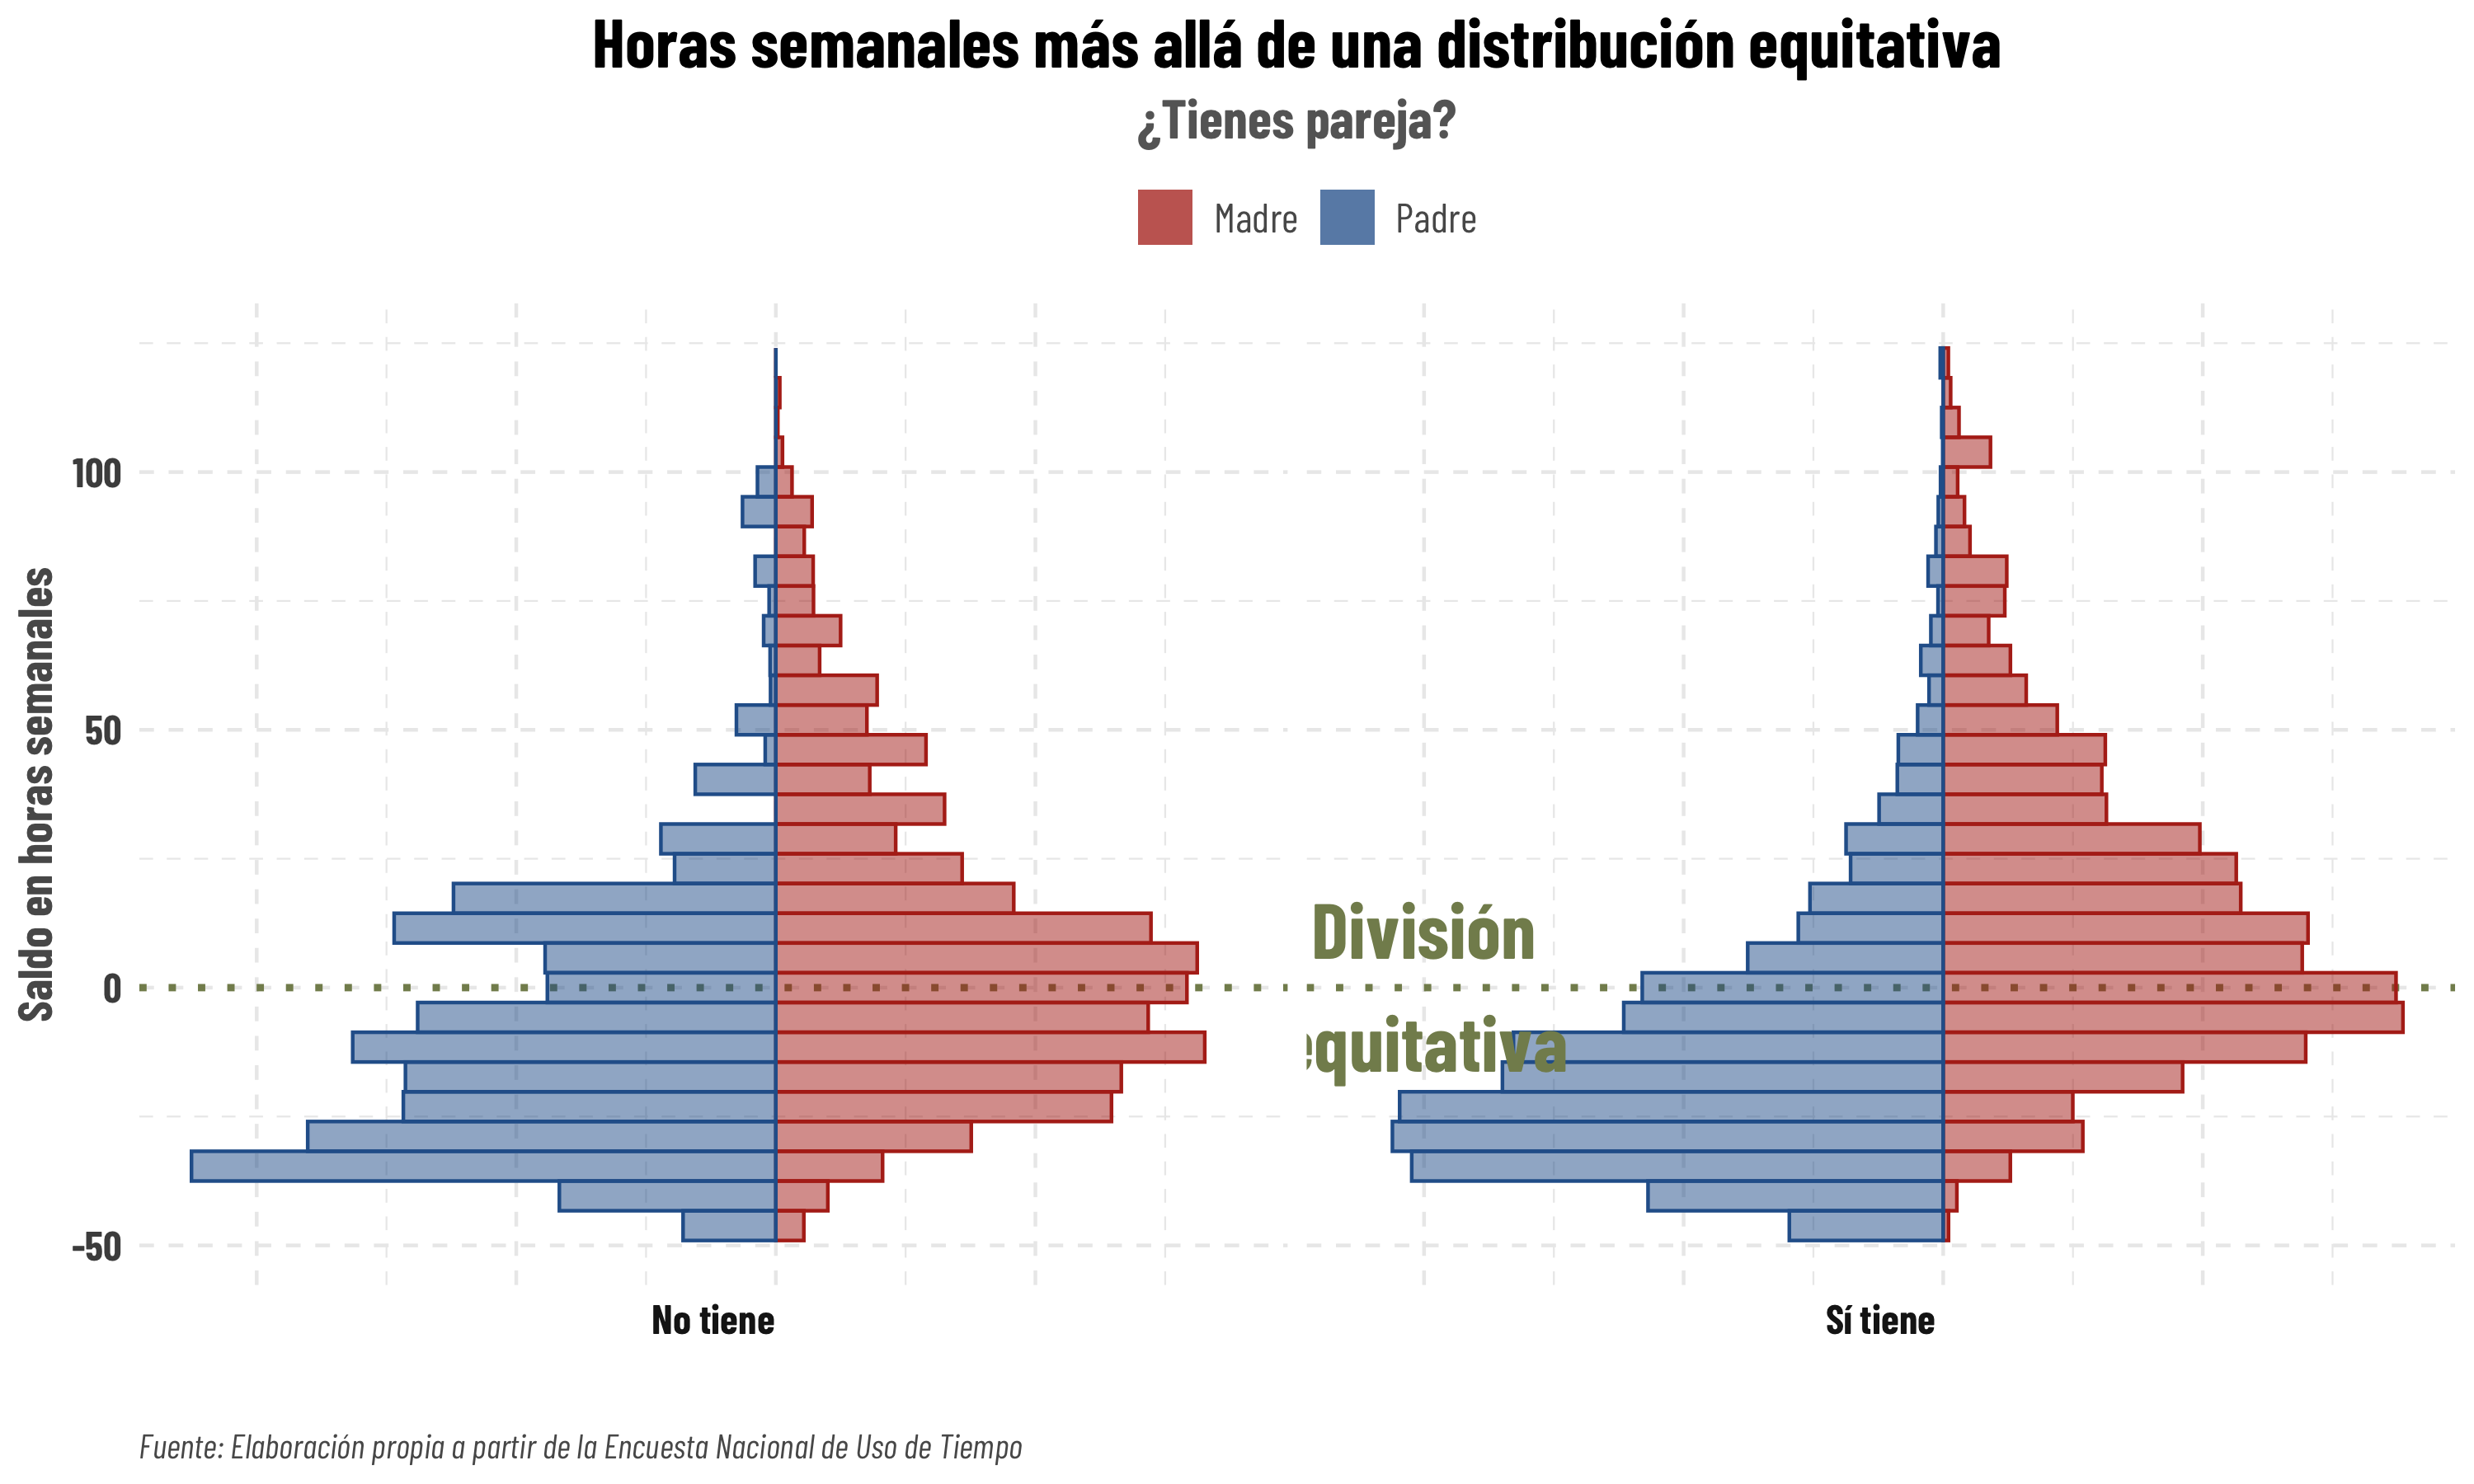 Horas semanales más allá de una distribución equitativa
¿Tienes pareja?
Madre Padre
Saldo en horas semanales
100
50
0
-50
División
equitativa
No tiene Sí tiene
Fuente: Elaboración propia a partir de la Encuesta Nacional de Uso de Tiempo